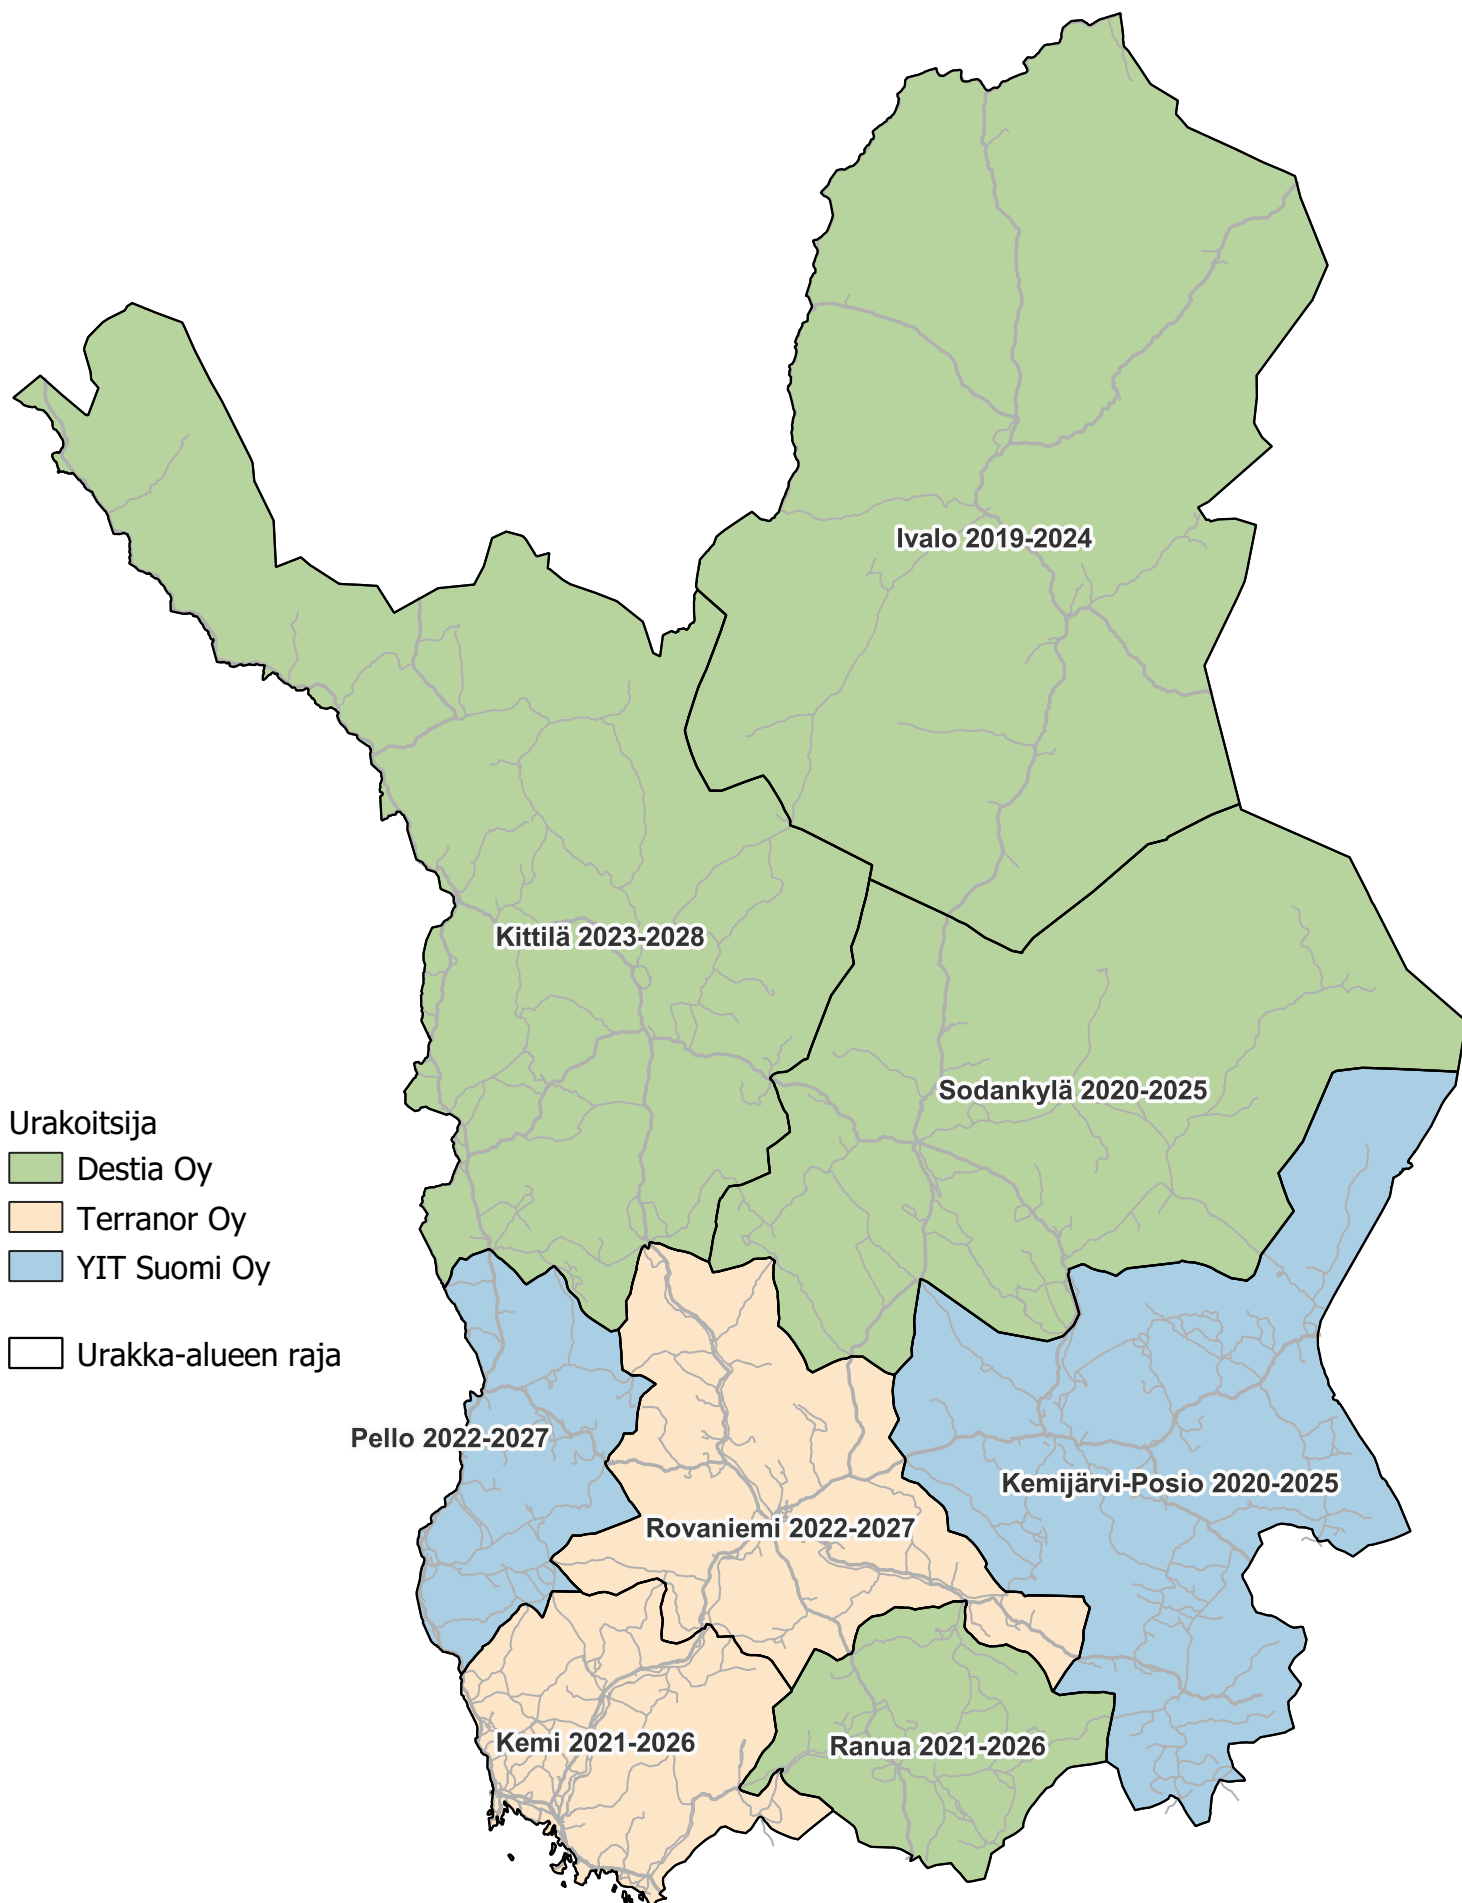 Ivalo 2019-2024
Kittilä 2023-2028
Sodankylä 2020-2025
Urakoitsija
Destia Oy
Terranor Oy
YIT Suomi Oy
Urakka-alueen raja
Pello 2022-2027
Kemijärvi-Posio 2020-2025
Rovaniemi 2022-2027
Kemi 2021-2026
Ranua 2021-2026